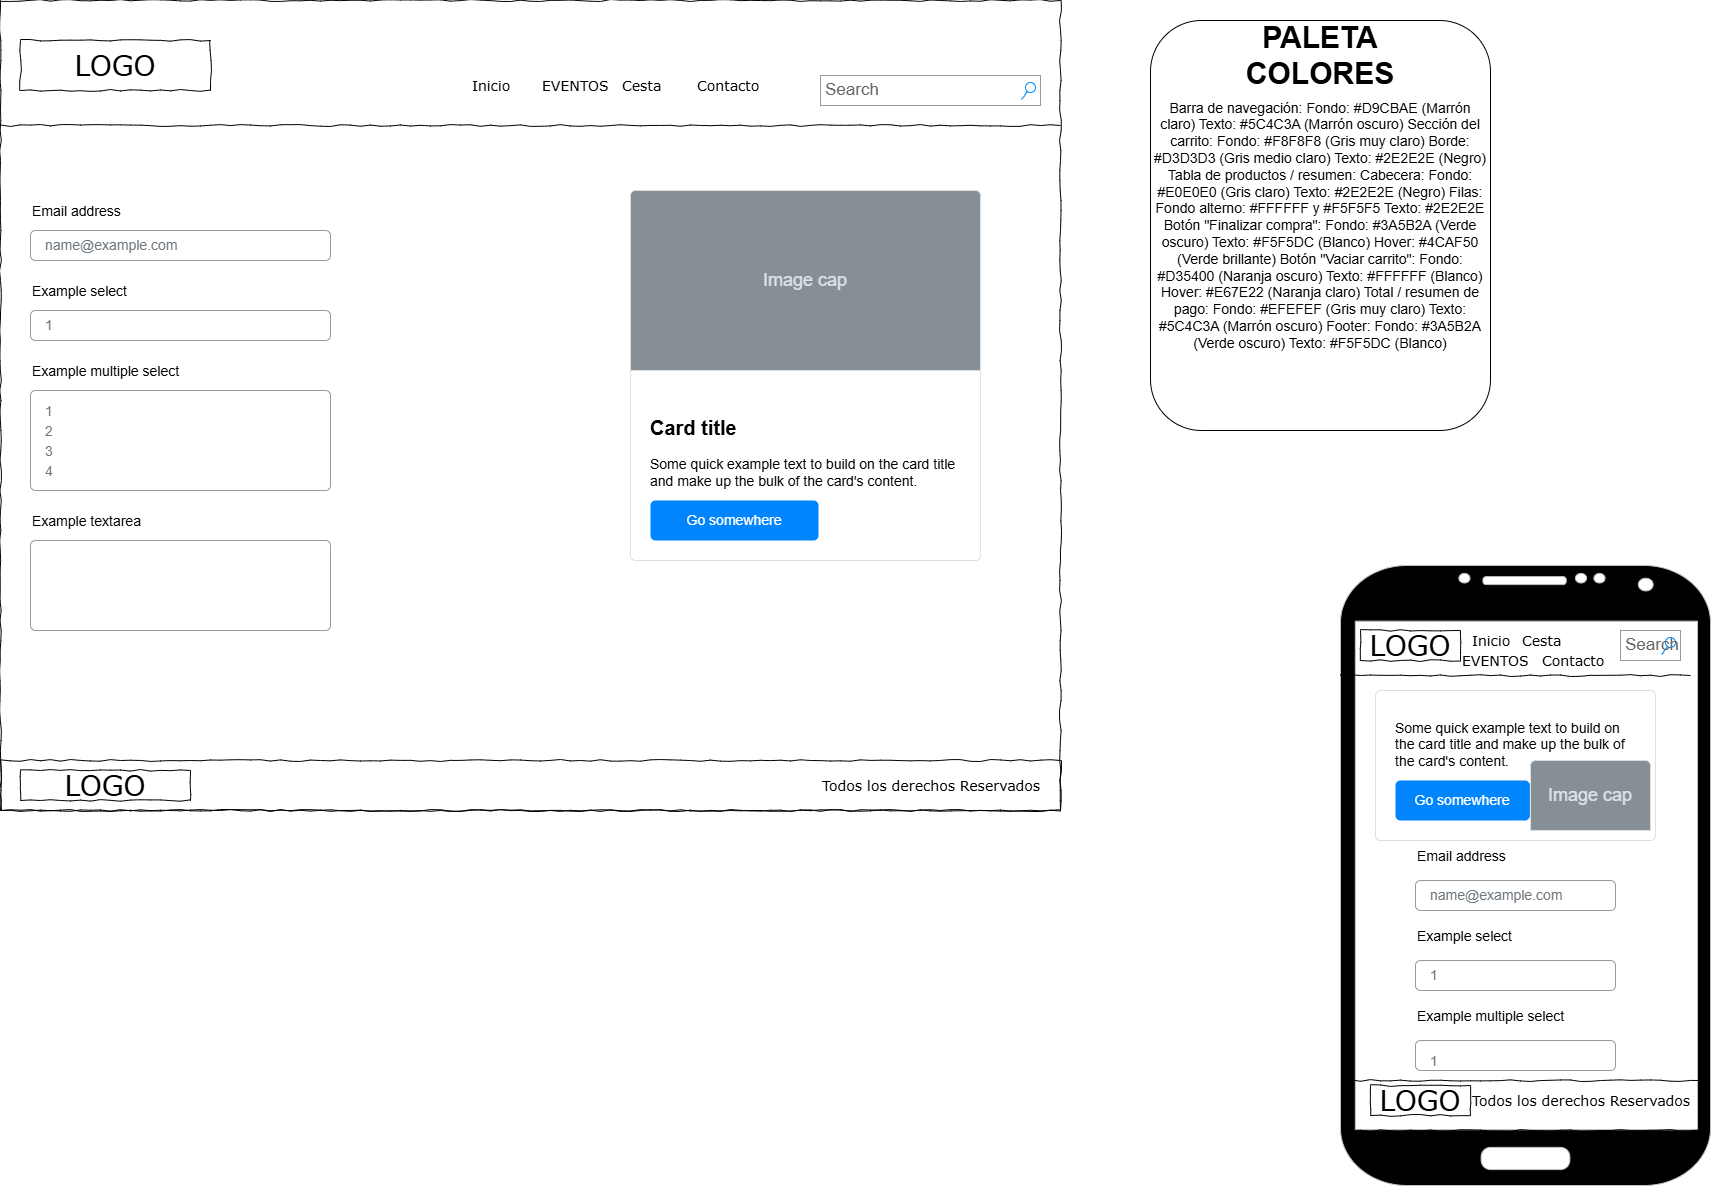 LOGO
Inicio
EVENTOS
Cesta
Contacto
Search
Email address
name@example.com
Example select
1
Example multiple select
1
2
3
4
Example textarea
Image cap
Card title
Some quick example text to build on the card title
and make up the bulk of the card's content.
Go somewhere
LOGO
Todos los derechos Reservados
PALETA
COLORES
Barra de navegación: Fondo: #D9CBAE (Marrón
claro) Texto: #5C4C3A (Marrón oscuro) Sección del
carrito: Fondo: #F8F8F8 (Gris muy claro) Borde:
#D3D3D3 (Gris medio claro) Texto: #2E2E2E (Negro)
Tabla de productos / resumen: Cabecera: Fondo:
#E0E0E0 (Gris claro) Texto: #2E2E2E (Negro) Filas:
Fondo alterno: #FFFFFF y #F5F5F5 Texto: #2E2E2E
Botón "Finalizar compra": Fondo: #3A5B2A (Verde
oscuro) Texto: #F5F5DC (Blanco) Hover: #4CAF50
(Verde brillante) Botón "Vaciar carrito": Fondo:
#D35400 (Naranja oscuro) Texto: #FFFFFF (Blanco)
Hover: #E67E22 (Naranja claro) Total / resumen de
pago: Fondo: #EFEFEF (Gris muy claro) Texto:
#5C4C3A (Marrón oscuro) Footer: Fondo: #3A5B2A
(Verde oscuro) Texto: #F5F5DC (Blanco)
LOGO
Inicio
Cesta
EVENTOS
Contacto
Search
Some quick example text to build on
the card title and make up the bulk of
the card's content.
Go somewhere
Image cap
Email address
name@example.com
Example select
1
Example multiple select
1
LOGO
Todos los derechos Reservados